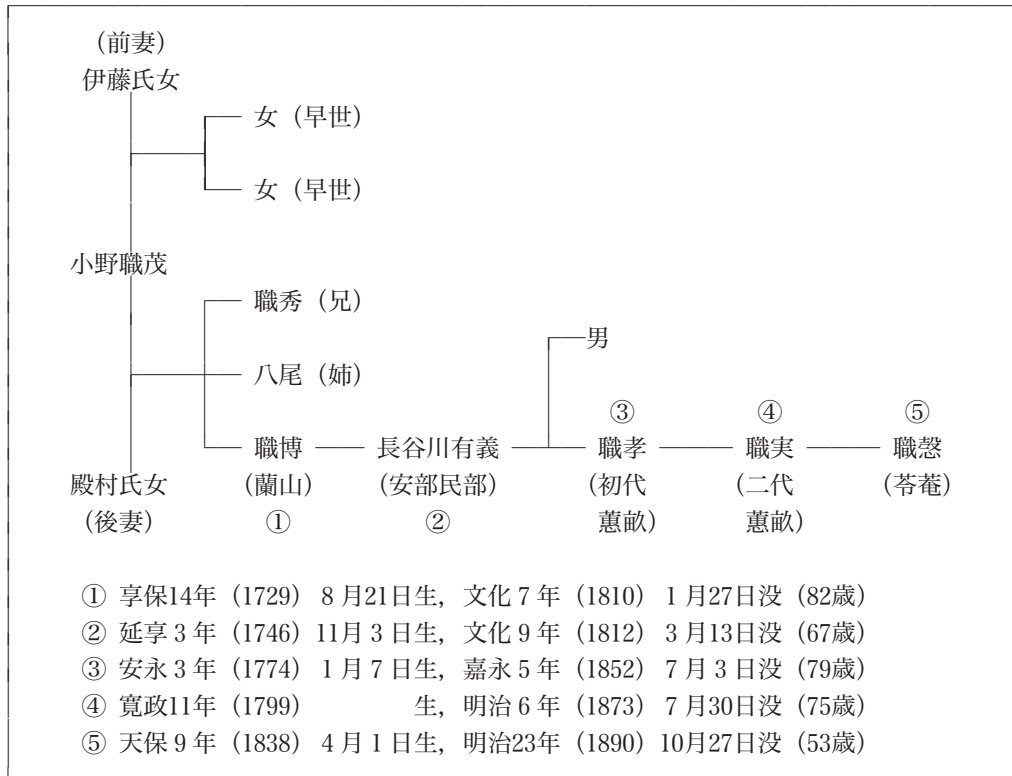 (前妻)
伊藤氏女
女(早世)
女(早世)
小野職茂
職秀(兄)
男
八尾(姉)
③ ④ ⑤
職博 長谷川有義 職孝 職実 職愨
殿村氏女 (蘭山) (安部民部) (初代 (二代 (苓菴)
(後妻) ① ② 蕙畝) 蕙畝)
① 享保14年(1729) 8月21日生,文化7年(1810) 1月27日没(82歳)
② 延享3年(1746)11月3日生,文化9年(1812) 3月13日没(67歳)
③ 安永3年(1774) 1月7日生,嘉永5年(1852) 7月3日没(79歳)
④ 寛政11年(1799) 生,明治6年(1873) 7月30日没(75歳)
⑤ 天保9年(1838) 4月1日生,明治23年(1890)10月27日没(53歳)